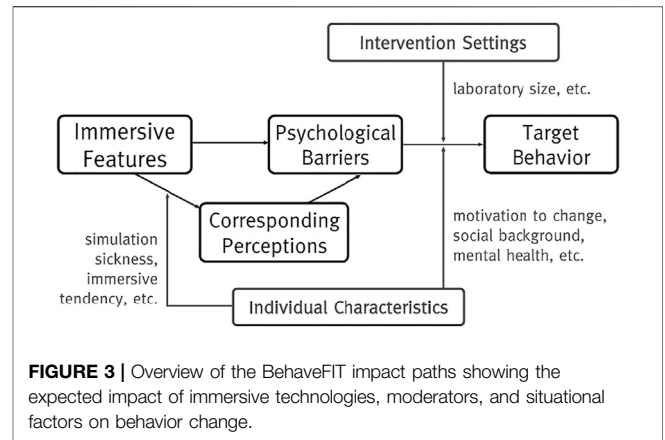 Intervention Settings
laboratory size, etc.
Immersive
Features
Psychological
Barriers
Target
Behavior
Corresponding
Perceptions
simulation
sickness,
immersive
tendency, etc.
motivation to change,
social background,
mental health, etc.
Individual Characteristics
FIGURE 3 | Overview of the BehaveFIT impact paths showing the
expected impact of immersive technologies, moderators, and situational
factors on behavior change.